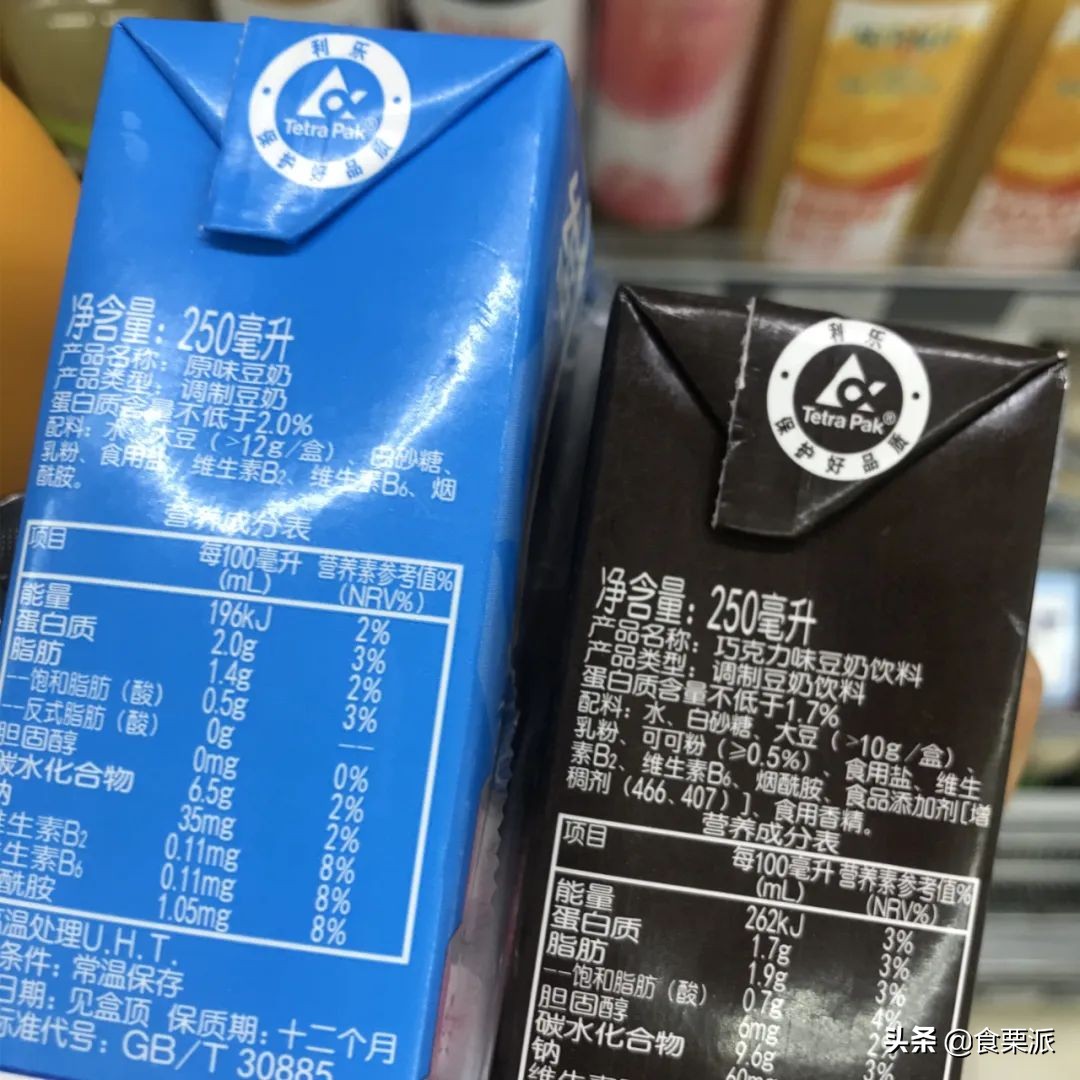 利乐
Tetra Pak®
保护好品质
净含量：250毫升
产品名称：原味豆奶
产品类型：调制豆奶
蛋白质含量不低于2.0%
配料：水、大豆（>12g/盒）、白砂糖、
乳粉、食用盐、维生素B2、维生素B6、烟
酰胺。
营养成分表
项目 每100毫升(mL) 营养素参考值%(NRV%)
能量 196kJ 2%
蛋白质 2.0g 3%
脂肪 1.4g 2%
--饱和脂肪（酸） 0.5g 3%
--反式脂肪（酸） 0g ——
胆固醇 0mg 0%
碳水化合物 6.5g 2%
钠 35mg 2%
维生素B2 0.11mg 8%
生素B6 0.11mg 8%
酰胺 1.05mg 8%
高温处理U.H.T.
条件：常温保存
日期：见盒顶 保质期：十二个月
标准代号：GB/T 30885
利乐
Tetra Pak®
保护好品质
净含量：250毫升
产品名称：巧克力味豆奶饮料
产品类型：调制豆奶饮料
蛋白质含量不低于1.7%
配料：水、白砂糖、大豆（>10g/盒）、
乳粉、可可粉（≥0.5%）、食用盐、维生
素B2、维生素B6、烟酰胺、食品添加剂[增
稠剂（466、407）]、食用香精。
营养成分表
项目 每100毫升(mL) 营养素参考值%(NRV%)
能量 262kJ 3%
蛋白质 1.7g 3%
脂肪 1.9g 3%
--饱和脂肪（酸） 0.7g 4%
胆固醇 6mg
碳水化合物 9.6g 3%
钠 60mg
维生素
头条 @食栗派